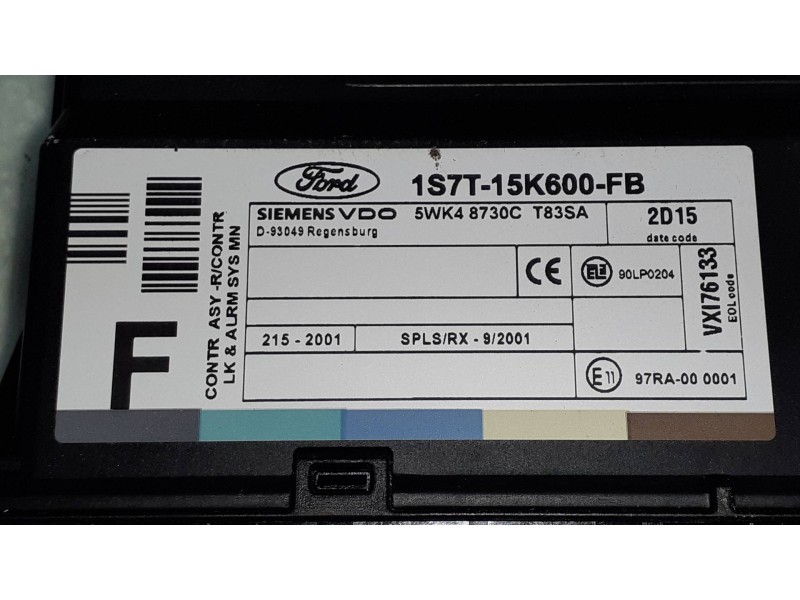 Ford 1S7T-15K600-FB
SIEMENS VDO 5WK4 8730C T83SA
D-93049 Regensburg
2D15
date code
CE
ELE 90LP0204
VXI76133
EOL code
215 - 2001 SPLS/RX - 9/2001
E11 97RA-00 0001
CONTR ASY -R/CONTR
LK & ALRM SYS MN
F